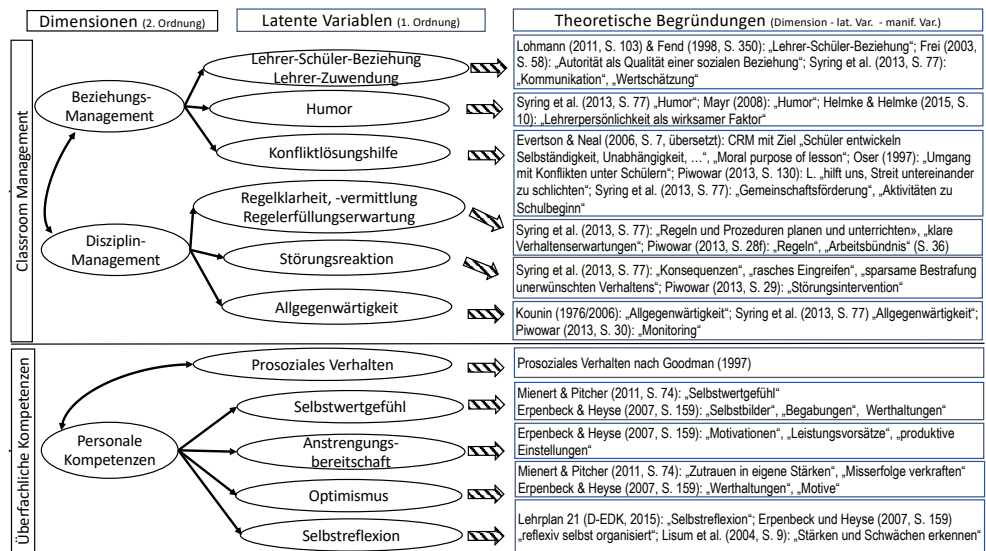 Dimensionen (2. Ordnung)
Latente Variablen (1. Ordnung)
Theoretische Begründungen (Dimension - lat. Var. - manif. Var.)
Classroom Management
Beziehungs-
Management
Disziplin-
Management
Lehrer-Schüler-Beziehung
Lehrer-Zuwendung
Humor
Konfliktlösungshilfe
Regelklarheit, -vermittlung
Regelerfüllungserwartung
Störungsreaktion
Allgegenwärtigkeit
Lohmann (2011, S. 103) & Fend (1998, S. 350): „Lehrer-Schüler-Beziehung“; Frei (2003,
S. 58): „Autorität als Qualität einer sozialen Beziehung“; Syring et al. (2013, S. 77):
„Kommunikation“, „Wertschätzung“
Syring et al. (2013, S. 77) „Humor“; Mayr (2008): „Humor“; Helmke & Helmke (2015, S.
10): „Lehrerpersönlichkeit als wirksamer Faktor“
Evertson & Neal (2006, S. 7, übersetzt): CRM mit Ziel „Schüler entwickeln
Selbständigkeit, Unabhängigkeit, …“, „Moral purpose of lesson“; Oser (1997): „Umgang
mit Konflikten unter Schülern“; Piwowar (2013, S. 130): L. „hilft uns, Streit untereinander
zu schlichten“; Syring et al. (2013, S. 77): „Gemeinschaftsförderung“, „Aktivitäten zu
Schulbeginn“
Syring et al. (2013, S. 77): „Regeln und Prozeduren planen und unterrichten», „klare
Verhaltenserwartungen“; Piwowar (2013, S. 28f): „Regeln“, „Arbeitsbündnis“ (S. 36)
Syring et al. (2013, S. 77): „Konsequenzen“, „rasches Eingreifen“, „sparsame Bestrafung
unerwünschten Verhaltens“; Piwowar (2013, S. 29): „Störungsintervention“
Kounin (1976/2006): „Allgegenwärtigkeit“; Syring et al. (2013, S. 77) „Allgegenwärtigkeit“;
Piwowar (2013, S. 30): „Monitoring“
Überfachliche Kompetenzen
Personale
Kompetenzen
Prosoziales Verhalten
Selbstwertgefühl
Anstrengungs-
bereitschaft
Optimismus
Selbstreflexion
Prosoziales Verhalten nach Goodman (1997)
Mienert & Pitcher (2011, S. 74): „Selbstwertgefühl“
Erpenbeck & Heyse (2007, S. 159): „Selbstbilder“, „Begabungen“, Werthaltungen“
Erpenbeck & Heyse (2007, S. 159): „Motivationen“, „Leistungsvorsätze“, „produktive
Einstellungen“
Mienert & Pitcher (2011, S. 74): „Zutrauen in eigene Stärken“, „Misserfolge verkraften“
Erpenbeck & Heyse (2007, S. 159): „Werthaltungen“, „Motive“
Lehrplan 21 (D-EDK, 2015): „Selbstreflexion“; Erpenbeck und Heyse (2007, S. 159)
„reflexiv selbst organisiert“; Lisum et al. (2004, S. 9): „Stärken und Schwächen erkennen“